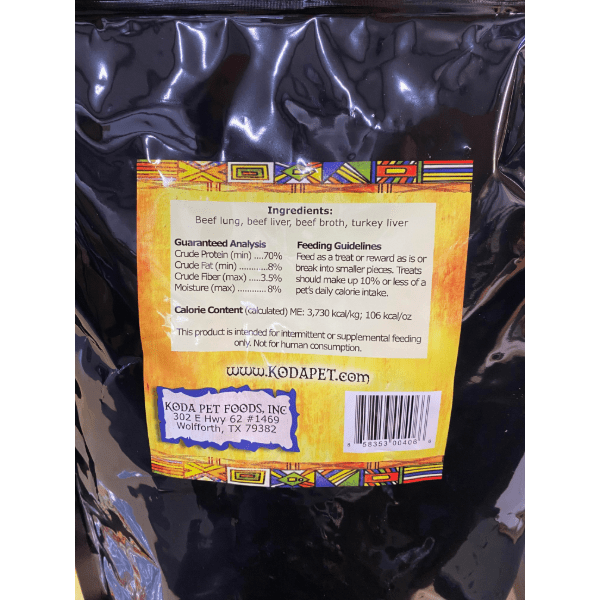 Ingredients:
Beef lung, beef liver, beef broth, turkey liver
Guaranteed Analysis
Crude Protein (min) ....70%
Crude Fat (min) ...........8%
Crude Fiber (max) ....3.5%
Moisture (max) ...........8%
Feeding Guidelines
Feed as a treat or reward as is or
break into smaller pieces. Treats
should make up 10% or less of a
pet's daily calorie intake.
Calorie Content (calculated) ME: 3,730 kcal/kg; 106 kcal/oz
This product is intended for intermittent or supplemental feeding
only. Not for human consumption.
www.KODAPET.com
KODA PET FOODS, INC
302 E Hwy 62 #1469
Wolfforth, TX 79382
58353 00406